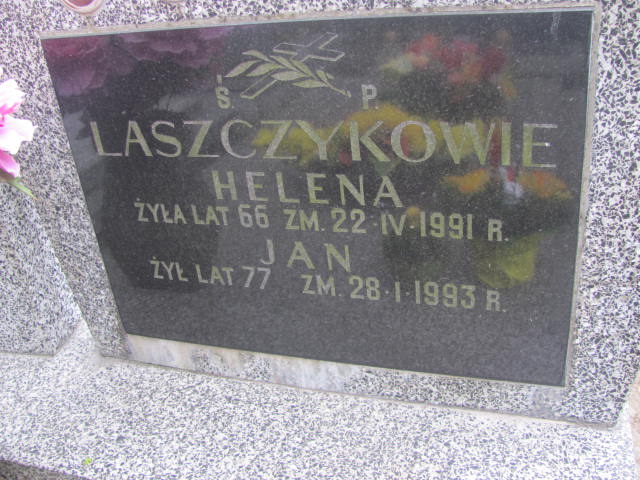 Ś. P.
LASZCZYKOWIE
HELENA
ŻYŁA LAT 66 ZM. 22·IV·1991 R.
JAN
ŻYŁ LAT 77 ZM. 28·I·1993 R.